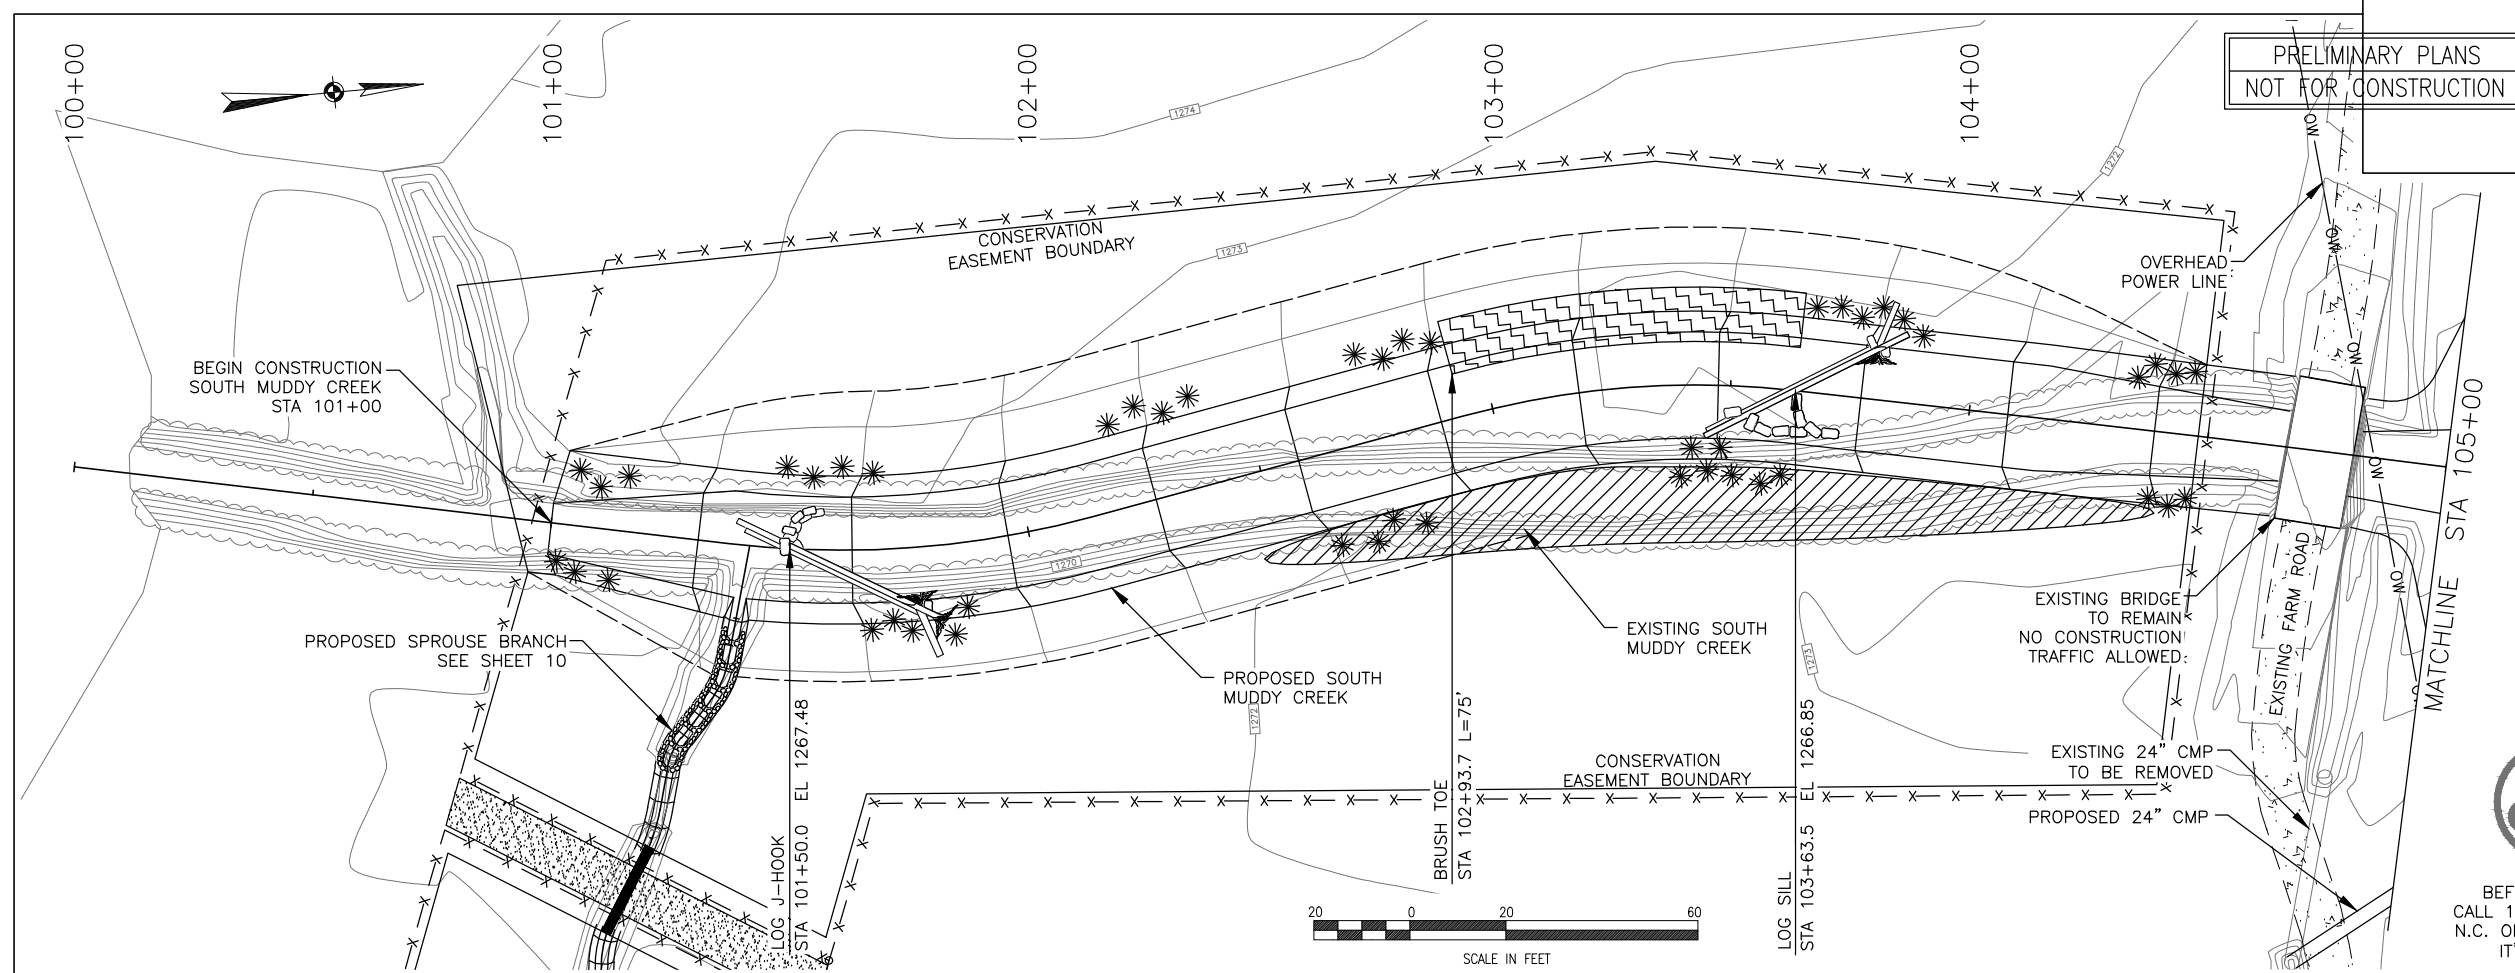 100+00
101+00
102+00
103+00
104+00
PRELIMINARY PLANS
NOT FOR CONSTRUCTION
1274
1272
1273
CONSERVATION
EASEMENT BOUNDARY
OVERHEAD
POWER LINE
BEGIN CONSTRUCTION
SOUTH MUDDY CREEK
STA 101+00
1270
PROPOSED SPROUSE BRANCH
SEE SHEET 10
PROPOSED SOUTH
MUDDY CREEK
EXISTING SOUTH
MUDDY CREEK
EXISTING BRIDGE
TO REMAIN
NO CONSTRUCTION
TRAFFIC ALLOWED
EXISTING FARM ROAD
MATCHLINE STA 105+00
1272
1273
CONSERVATION
EASEMENT BOUNDARY
EXISTING 24" CMP
TO BE REMOVED
PROPOSED 24" CMP
LOG J-HOOK
STA 101+50.0 EL 1267.48
BRUSH TOE
STA 102+93.7 L=75'
LOG SILL
STA 103+63.5 EL 1266.85
20 0 20 60
SCALE IN FEET
BEF
CALL 1
N.C. O
IT'